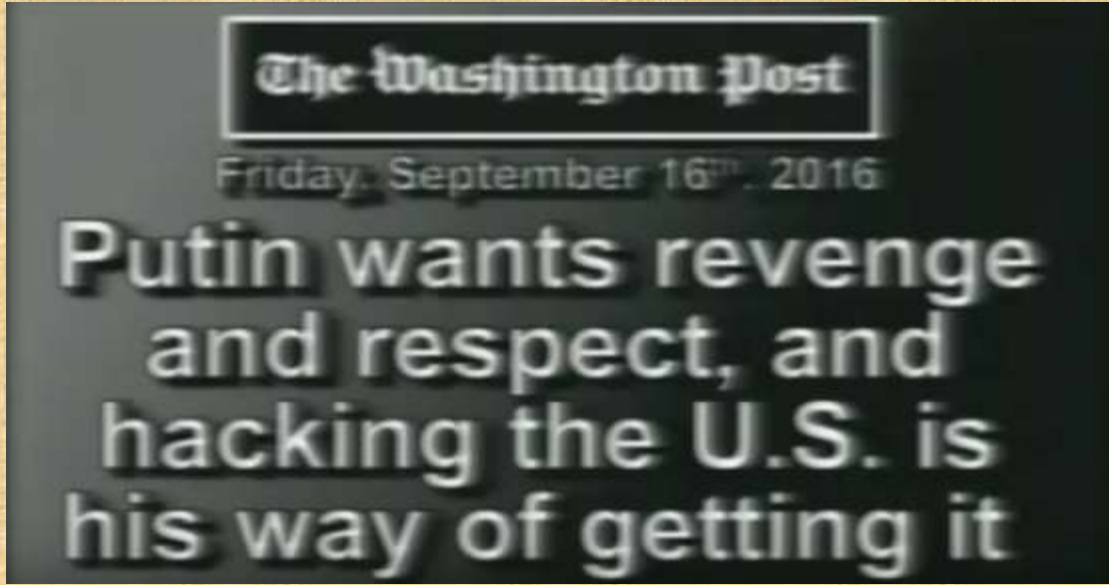 The Washington Post
Friday, September 16th. 2016
Putin wants revenge
and respect, and
hacking the U.S. is
his way of getting it